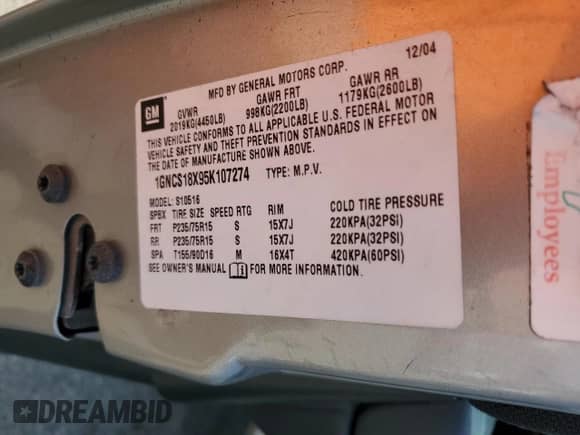 MFD BY GENERAL MOTORS CORP. 12/04
GM
GVWR GAWR FRT GAWR RR
2019KG(4450LB) 998KG(2200LB) 1179KG(2600LB)
THIS VEHICLE CONFORMS TO ALL APPLICABLE U.S. FEDERAL MOTOR
VEHICLE SAFETY AND THEFT PREVENTION STANDARDS IN EFFECT ON
THE DATE OF MANUFACTURE SHOWN ABOVE.
1GNCS18X95K107274 TYPE: M.P.V.
MODEL: S10516
SPBX TIRE SIZE SPEED RTG RIM COLD TIRE PRESSURE
FRT P235/75R15 S 15X7J 220KPA(32PSI)
RR P235/75R15 S 15X7J 220KPA(32PSI)
SPA T155/90D16 M 16X4T 420KPA(60PSI)
SEE OWNER'S MANUAL FOR MORE INFORMATION.
Employees
DREAMBID